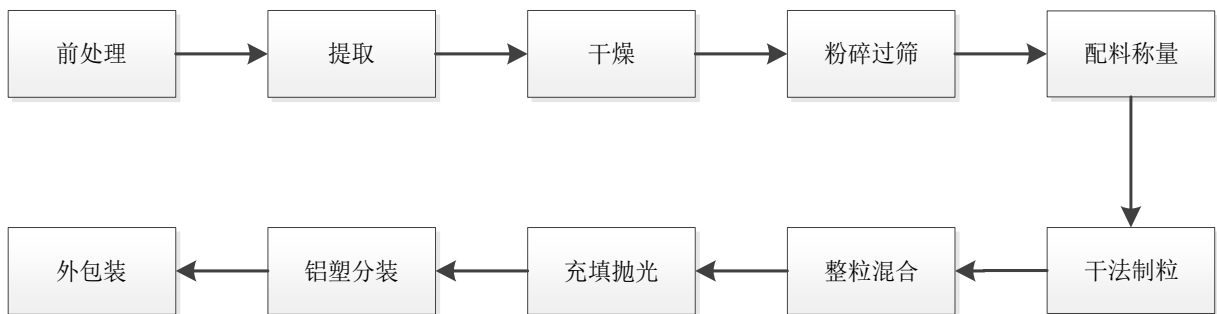 前处理
提取
干燥
粉碎过筛
配料称量
干法制粒
整粒混合
充填抛光
铝塑分装
外包装